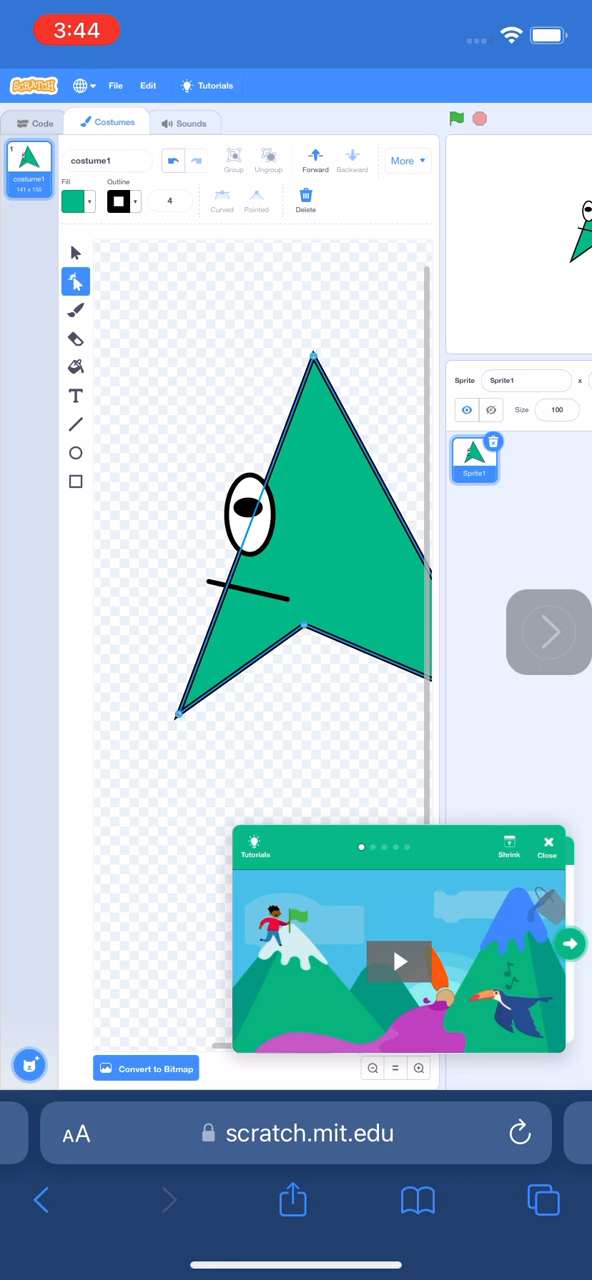 3:44
SCRATCH File Edit Tutorials
Code Costumes Sounds
1
costume1
141 x 155
costume1 Group Ungroup Forward Backward More
Fill Outline
4 Curved Pointed Delete
T
Sprite Sprite1 x
Size 100
Sprite1
Tutorials Shrink Close
Convert to Bitmap
AA scratch.mit.edu